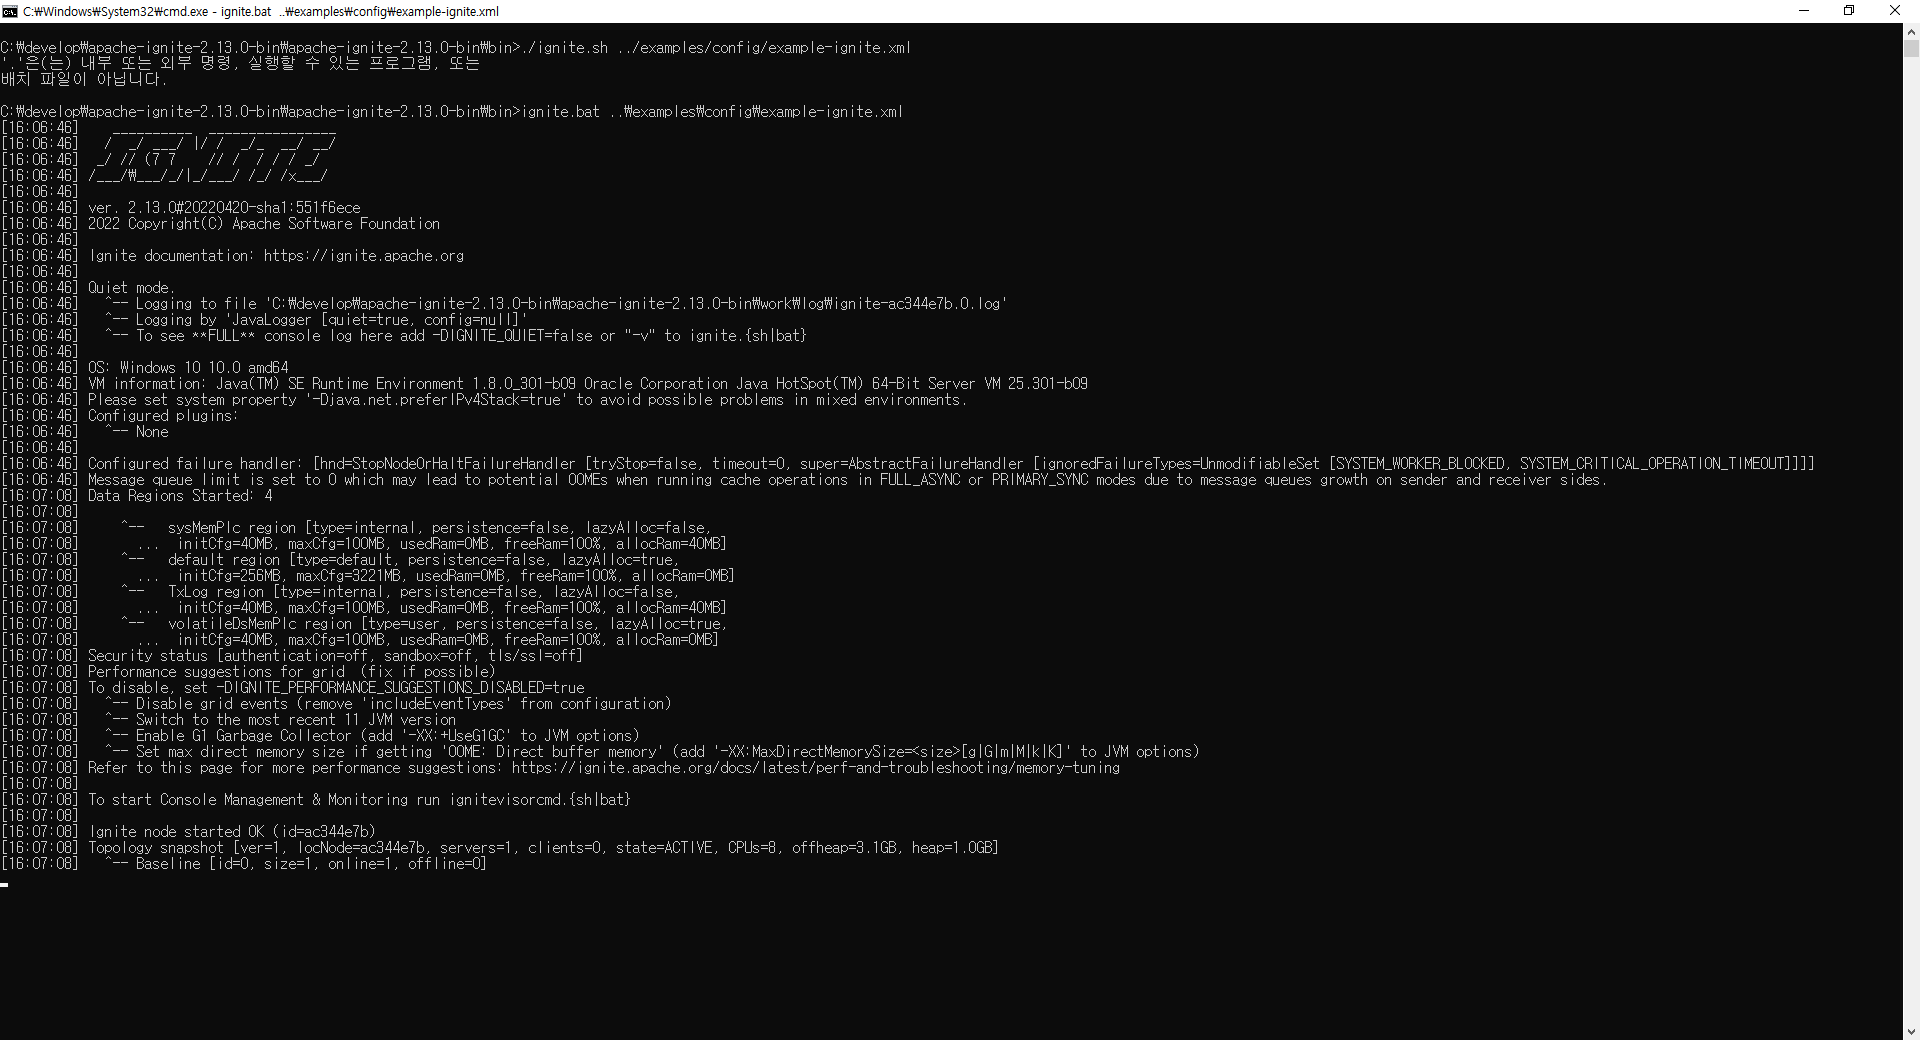 C:\Windows\System32\cmd.exe - ignite.bat ..\examples\config\example-ignite.xml
C:\develop\apache-ignite-2.13.0-bin\apache-ignite-2.13.0-bin\bin>./ignite.sh ../examples/config/example-ignite.xml
'.'은(는) 내부 또는 외부 명령, 실행할 수 있는 프로그램, 또는
배치 파일이 아닙니다.
C:\develop\apache-ignite-2.13.0-bin\apache-ignite-2.13.0-bin\bin>ignite.bat ..\examples\config\example-ignite.xml
[16:06:46]    __________  ________________
[16:06:46]   /  _/ ___/ |/ /  _/_  __/ __/
[16:06:46]  _/ // (7 7    // /  / / / _/
[16:06:46] /___/\___/_/|_/___/ /_/ /x___/
[16:06:46]
[16:06:46] ver. 2.13.0#20220420-sha1:551f6ece
[16:06:46] 2022 Copyright(C) Apache Software Foundation
[16:06:46]
[16:06:46] Ignite documentation: https://ignite.apache.org
[16:06:46]
[16:06:46] Quiet mode.
[16:06:46]   ^-- Logging to file 'C:\develop\apache-ignite-2.13.0-bin\apache-ignite-2.13.0-bin\work\log\ignite-ac344e7b.0.log'
[16:06:46]   ^-- Logging by 'JavaLogger [quiet=true, config=null]'
[16:06:46]   ^-- To see **FULL** console log here add -DIGNITE_QUIET=false or "-v" to ignite.{sh|bat}
[16:06:46]
[16:06:46] OS: Windows 10 10.0 amd64
[16:06:46] VM information: Java(TM) SE Runtime Environment 1.8.0_301-b09 Oracle Corporation Java HotSpot(TM) 64-Bit Server VM 25.301-b09
[16:06:46] Please set system property '-Djava.net.preferIPv4Stack=true' to avoid possible problems in mixed environments.
[16:06:46] Configured plugins:
[16:06:46]   ^-- None
[16:06:46]
[16:06:46] Configured failure handler: [hnd=StopNodeOrHaltFailureHandler [tryStop=false, timeout=0, super=AbstractFailureHandler [ignoredFailureTypes=UnmodifiableSet [SYSTEM_WORKER_BLOCKED, SYSTEM_CRITICAL_OPERATION_TIMEOUT]]]]
[16:06:46] Message queue limit is set to 0 which may lead to potential OOMEs when running cache operations in FULL_ASYNC or PRIMARY_SYNC modes due to message queues growth on sender and receiver sides.
[16:07:08] Data Regions Started: 4
[16:07:08]
[16:07:08]     ^--   sysMemPlc region [type=internal, persistence=false, lazyAlloc=false,
[16:07:08]       ...  initCfg=40MB, maxCfg=100MB, usedRam=0MB, freeRam=100%, allocRam=40MB]
[16:07:08]     ^--   default region [type=default, persistence=false, lazyAlloc=true,
[16:07:08]       ...  initCfg=256MB, maxCfg=3221MB, usedRam=0MB, freeRam=100%, allocRam=0MB]
[16:07:08]     ^--   TxLog region [type=internal, persistence=false, lazyAlloc=false,
[16:07:08]       ...  initCfg=40MB, maxCfg=100MB, usedRam=0MB, freeRam=100%, allocRam=40MB]
[16:07:08]     ^--   volatileDsMemPlc region [type=user, persistence=false, lazyAlloc=true,
[16:07:08]       ...  initCfg=40MB, maxCfg=100MB, usedRam=0MB, freeRam=100%, allocRam=0MB]
[16:07:08] Security status [authentication=off, sandbox=off, tls/ssl=off]
[16:07:08] Performance suggestions for grid  (fix if possible)
[16:07:08] To disable, set -DIGNITE_PERFORMANCE_SUGGESTIONS_DISABLED=true
[16:07:08]   ^-- Disable grid events (remove 'includeEventTypes' from configuration)
[16:07:08]   ^-- Switch to the most recent 11 JVM version
[16:07:08]   ^-- Enable G1 Garbage Collector (add '-XX:+UseG1GC' to JVM options)
[16:07:08]   ^-- Set max direct memory size if getting 'OOME: Direct buffer memory' (add '-XX:MaxDirectMemorySize=<size>[g|G|m|M|k|K]' to JVM options)
[16:07:08] Refer to this page for more performance suggestions: https://ignite.apache.org/docs/latest/perf-and-troubleshooting/memory-tuning
[16:07:08]
[16:07:08] To start Console Management & Monitoring run ignitevisorcmd.{sh|bat}
[16:07:08]
[16:07:08] Ignite node started OK (id=ac344e7b)
[16:07:08] Topology snapshot [ver=1, locNode=ac344e7b, servers=1, clients=0, state=ACTIVE, CPUs=8, offheap=3.1GB, heap=1.0GB]
[16:07:08]   ^-- Baseline [id=0, size=1, online=1, offline=0]